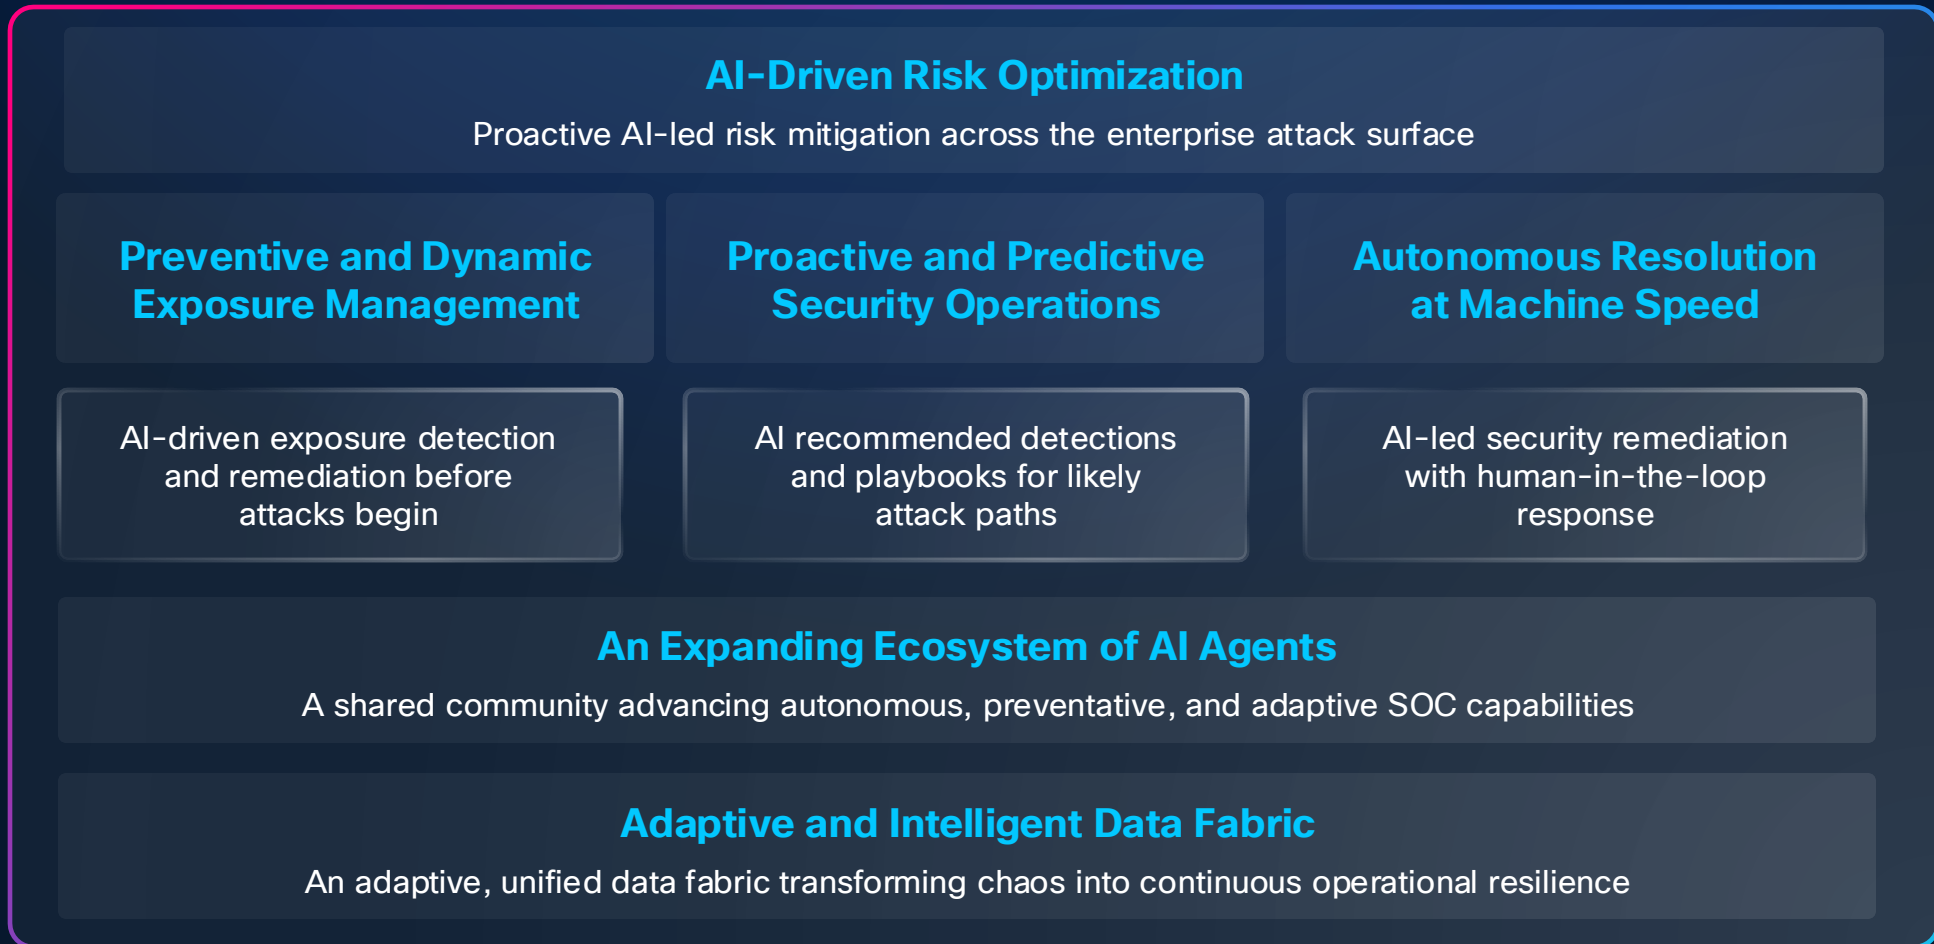 AI-Driven Risk Optimization
Proactive AI-led risk mitigation across the enterprise attack surface
Preventive and Dynamic
Exposure Management
Proactive and Predictive
Security Operations
Autonomous Resolution
at Machine Speed
AI-driven exposure detection
and remediation before
attacks begin
AI recommended detections
and playbooks for likely
attack paths
AI-led security remediation
with human-in-the-loop
response
An Expanding Ecosystem of AI Agents
A shared community advancing autonomous, preventative, and adaptive SOC capabilities
Adaptive and Intelligent Data Fabric
An adaptive, unified data fabric transforming chaos into continuous operational resilience